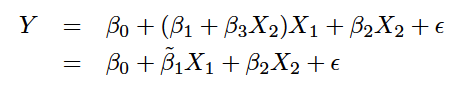 Y = β₀ + (β₁ + β₃X₂)X₁ + β₂X₂ + ϵ
= β₀ + β̃₁X₁ + β₂X₂ + ϵ